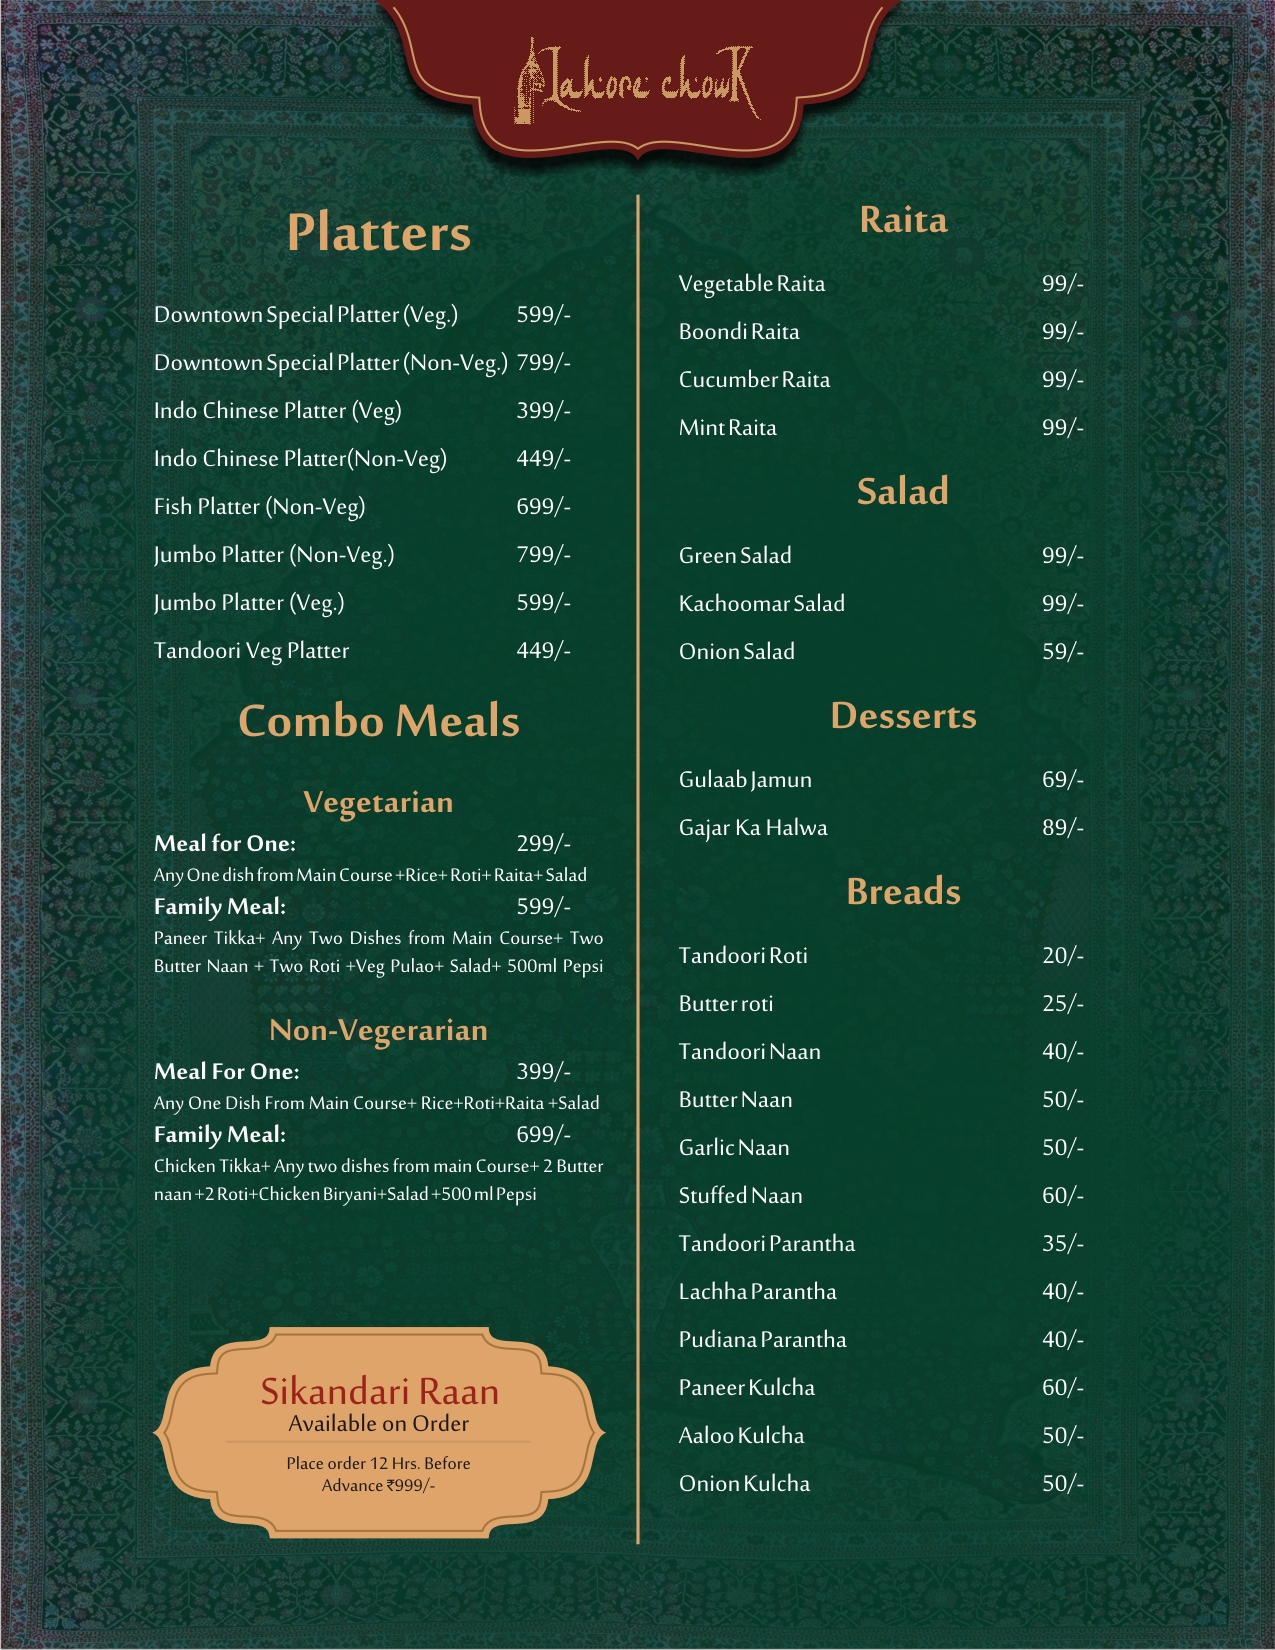 Lahore chowK
Platters
Downtown Special Platter (Veg.) 599/-
Downtown Special Platter (Non-Veg.) 799/-
Indo Chinese Platter (Veg) 399/-
Indo Chinese Platter(Non-Veg) 449/-
Fish Platter (Non-Veg) 699/-
Jumbo Platter (Non-Veg.) 799/-
Jumbo Platter (Veg.) 599/-
Tandoori Veg Platter 449/-
Combo Meals
Vegetarian
Meal for One: 299/-
Any One dish from Main Course +Rice+ Roti+ Raita+ Salad
Family Meal: 599/-
Paneer Tikka+ Any Two Dishes from Main Course+ Two
Butter Naan + Two Roti +Veg Pulao+ Salad+ 500ml Pepsi
Non-Vegerarian
Meal For One: 399/-
Any One Dish From Main Course+ Rice+Roti+Raita +Salad
Family Meal: 699/-
Chicken Tikka+ Any two dishes from main Course+ 2 Butter
naan +2 Roti+Chicken Biryani+Salad +500 ml Pepsi
Sikandari Raan
Available on Order
Place order 12 Hrs. Before
Advance ₹999/-
Raita
Vegetable Raita 99/-
Boondi Raita 99/-
Cucumber Raita 99/-
Mint Raita 99/-
Salad
Green Salad 99/-
Kachoomar Salad 99/-
Onion Salad 59/-
Desserts
Gulaab Jamun 69/-
Gajar Ka Halwa 89/-
Breads
Tandoori Roti 20/-
Butter roti 25/-
Tandoori Naan 40/-
Butter Naan 50/-
Garlic Naan 50/-
Stuffed Naan 60/-
Tandoori Parantha 35/-
Lachha Parantha 40/-
Pudiana Parantha 40/-
Paneer Kulcha 60/-
Aaloo Kulcha 50/-
Onion Kulcha 50/-